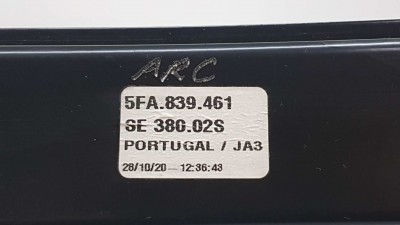 ARC
5FA.839.461
SE 380.02S
PORTUGAL / JA3
28/10/20 — 12:36:43